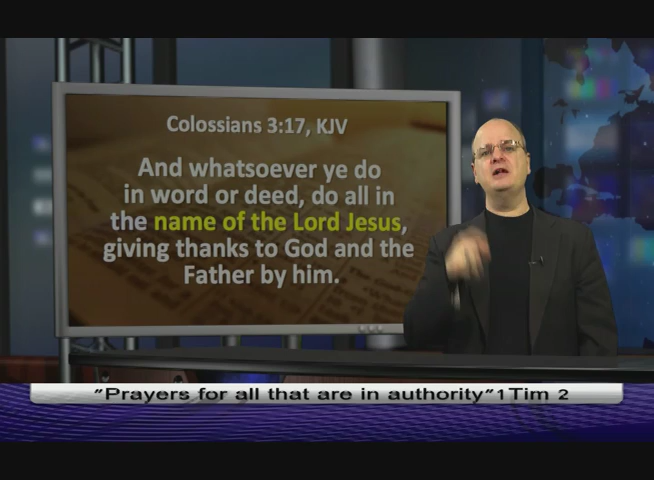 Colossians 3:17, KJV
And whatsoever ye do
in word or deed, do all in
the name of the Lord Jesus,
giving thanks to God and the
Father by him.
"Prayers for all that are in authority"1Tim 2